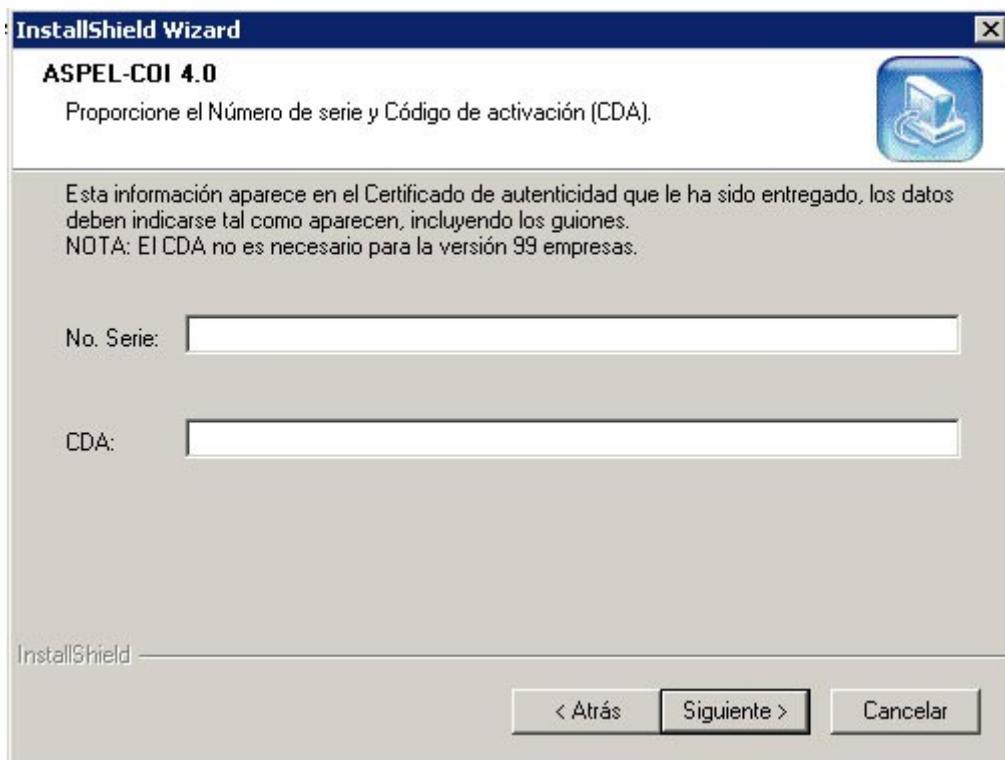 InstallShield Wizard
ASPEL-COI 4.0
Proporcione el Número de serie y Código de activación (CDA).
Esta información aparece en el Certificado de autenticidad que le ha sido entregado, los datos
deben indicarse tal como aparecen, incluyendo los guiones.
NOTA: El CDA no es necesario para la versión 99 empresas.
No. Serie:
CDA:
InstallShield
< Atrás
Siguiente >
Cancelar